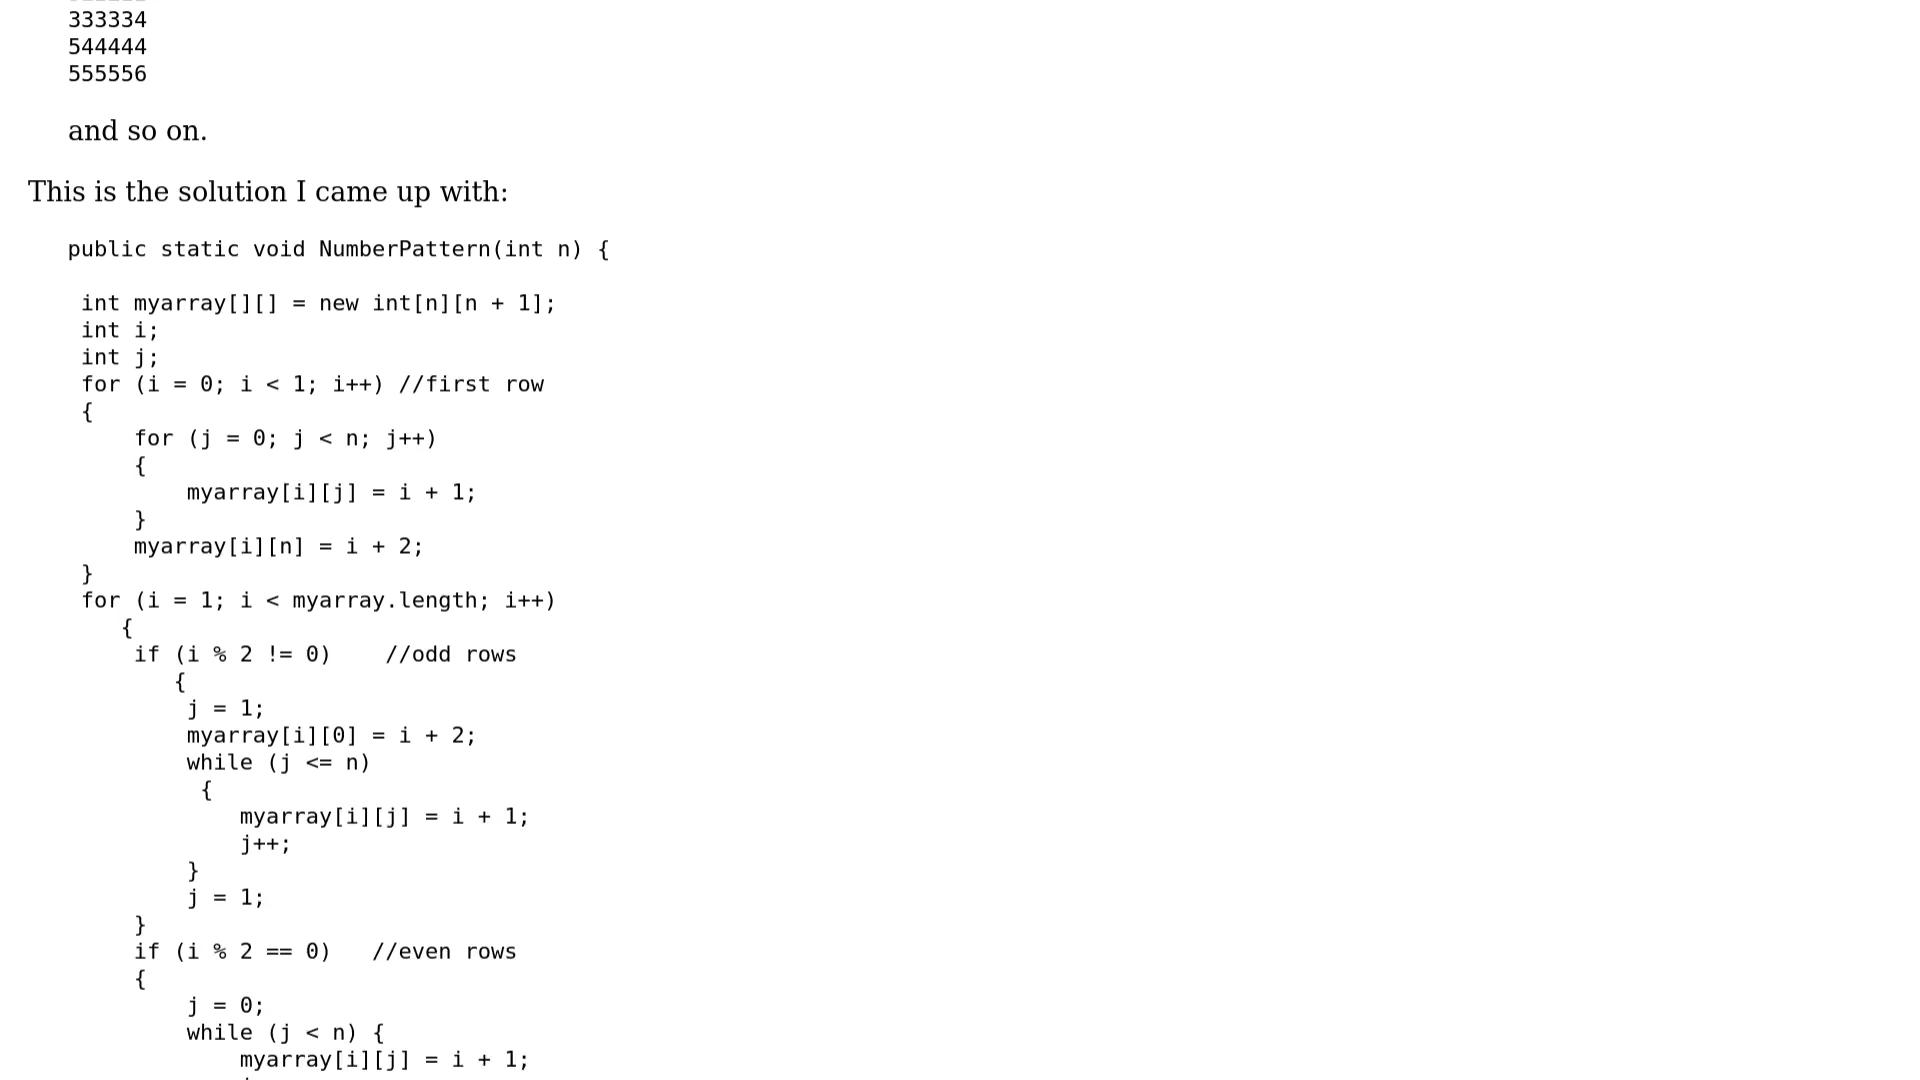 333334
544444
555556
and so on.
This is the solution I came up with:
public static void NumberPattern(int n) {
int myarray[][] = new int[n][n + 1];
int i;
int j;
for (i = 0; i < 1; i++) //first row
{
for (j = 0; j < n; j++)
{
myarray[i][j] = i + 1;
}
myarray[i][n] = i + 2;
}
for (i = 1; i < myarray.length; i++)
{
if (i % 2 != 0)    //odd rows
{
j = 1;
myarray[i][0] = i + 2;
while (j <= n)
{
myarray[i][j] = i + 1;
j++;
}
j = 1;
}
if (i % 2 == 0)   //even rows
{
j = 0;
while (j < n) {
myarray[i][j] = i + 1;